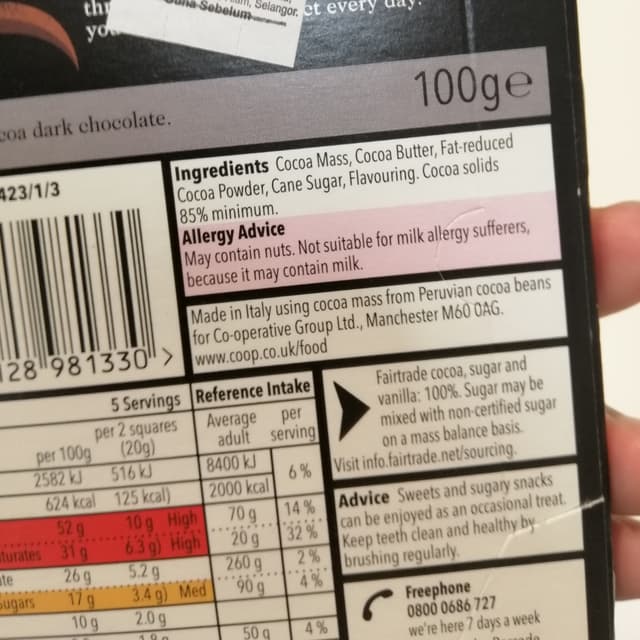 Guna Sebelum
Selangor.
ct every day.
coa dark chocolate.
100g℮
423/1/3
Ingredients Cocoa Mass, Cocoa Butter, Fat-reduced
Cocoa Powder, Cane Sugar, Flavouring. Cocoa solids
85% minimum.
Allergy Advice
May contain nuts. Not suitable for milk allergy sufferers,
because it may contain milk.
Made in Italy using cocoa mass from Peruvian cocoa beans
for Co-operative Group Ltd., Manchester M60 0AG.
www.coop.co.uk/food
128 981330 >
5 Servings Reference Intake
per 100g per 2 squares (20g) Average adult per serving
2582 kJ 516 kJ 8400 kJ 6%
624 kcal 125 kcal) 2000 kcal
52 g 10 g High 70 g 14%
turates 31 g 6.3 g) High 20 g 32%
te 26 g 5.2 g 260 g 2%
sugars 17 g 3.4 g) Med 90 g 4%
10 g 2.0 g
50 g 4%
Fairtrade cocoa, sugar and
vanilla: 100%. Sugar may be
mixed with non-certified sugar
on a mass balance basis.
Visit info.fairtrade.net/sourcing.
Advice Sweets and sugary snacks
can be enjoyed as an occasional treat.
Keep teeth clean and healthy by
brushing regularly.
Freephone
0800 0686 727
we're here 7 days a week